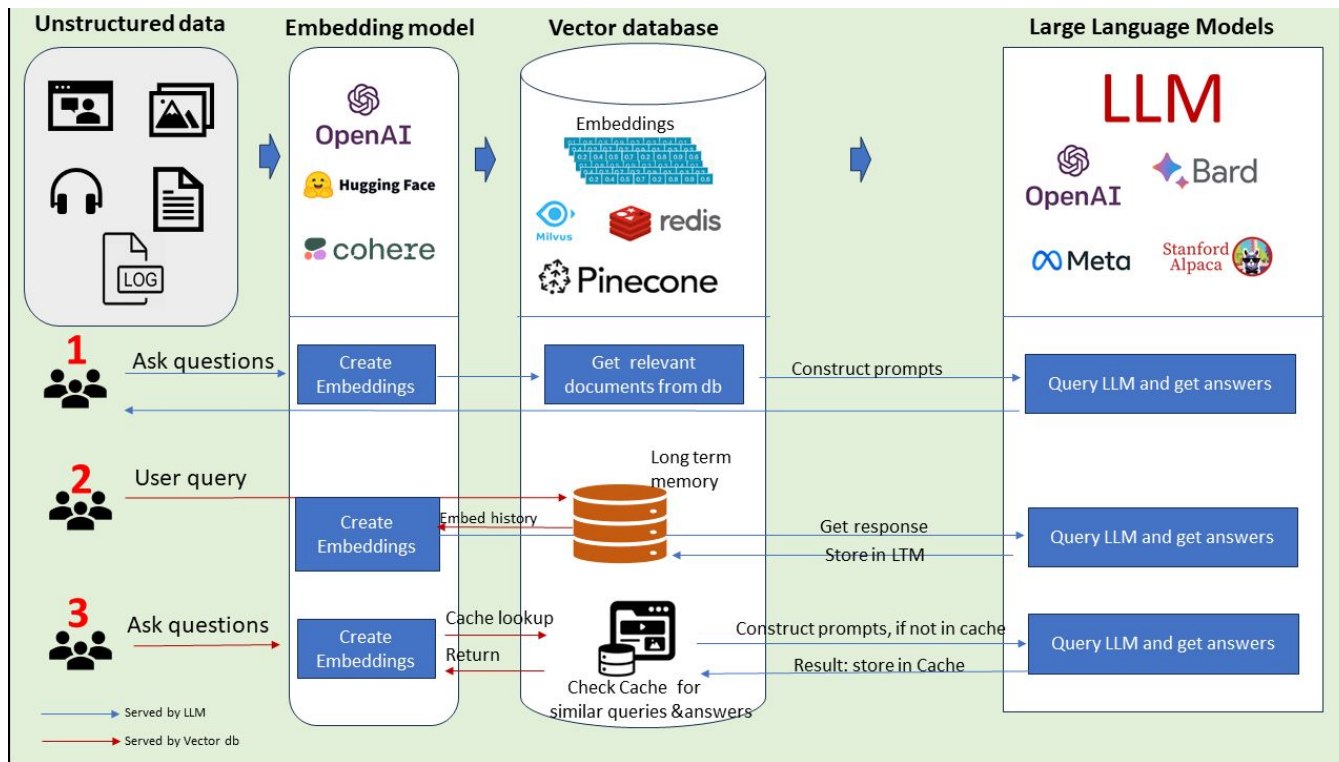 Unstructured data
Embedding model
Vector database
Large Language Models
LOG
OpenAI
Hugging Face
cohere
Embeddings
Milvus
redis
Pinecone
LLM
OpenAI
Bard
Meta
Stanford
Alpaca
1
Ask questions
Create
Embeddings
Get relevant
documents from db
Construct prompts
Query LLM and get answers
2
User query
Long term
memory
Create
Embeddings
Embed history
Get response
Store in LTM
Query LLM and get answers
3
Ask questions
Create
Embeddings
Cache lookup
Return
Check Cache for
similar queries &answers
Construct prompts, if not in cache
Result: store in Cache
Query LLM and get answers
Served by LLM
Served by Vector db